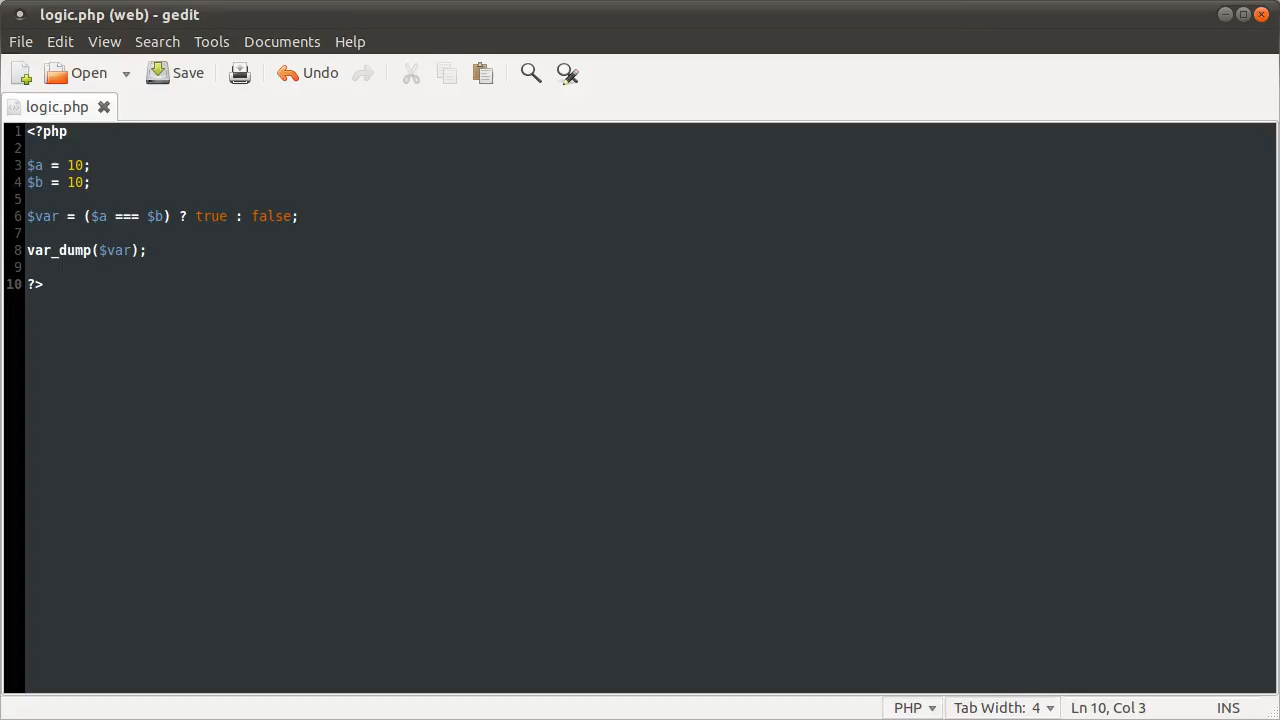 logic.php (web) - gedit
File Edit View Search Tools Documents Help
Open Save Undo
logic.php
1 <?php
2
3 $a = 10;
4 $b = 10;
5
6 $var = ($a === $b) ? true : false;
7
8 var_dump($var);
9
10 ?>
PHP Tab Width: 4 Ln 10, Col 3 INS